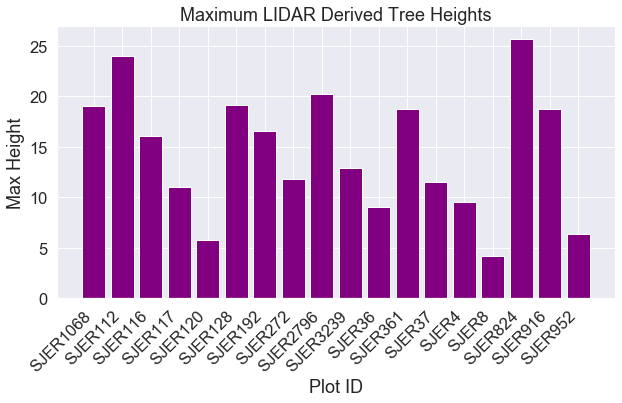 Maximum LIDAR Derived Tree Heights
Max Height
25
20
15
10
5
0
SJER1068
SJER112
SJER116
SJER117
SJER120
SJER128
SJER192
SJER272
SJER2796
SJER3239
SJER36
SJER361
SJER37
SJER4
SJER8
SJER824
SJER916
SJER952
Plot ID